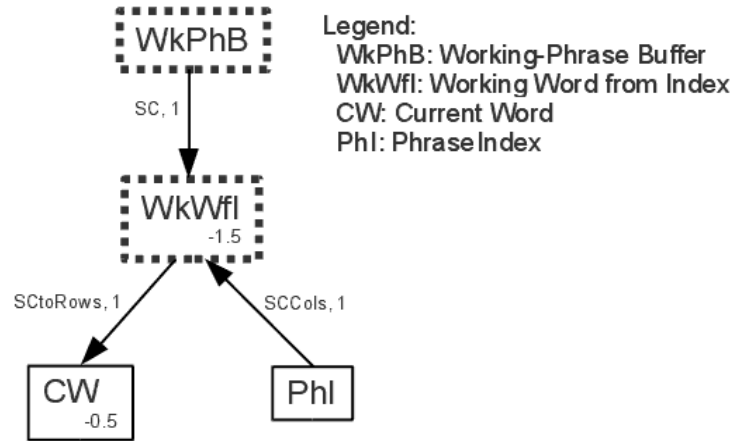 WkPhB
Legend:
WkPhB: Working-Phrase Buffer
WkWfI: Working Word from Index
CW: Current Word
PhI: PhraseIndex
SC, 1
WkWfI
-1.5
SCtoRows, 1
SCCols, 1
CW
-0.5
PhI